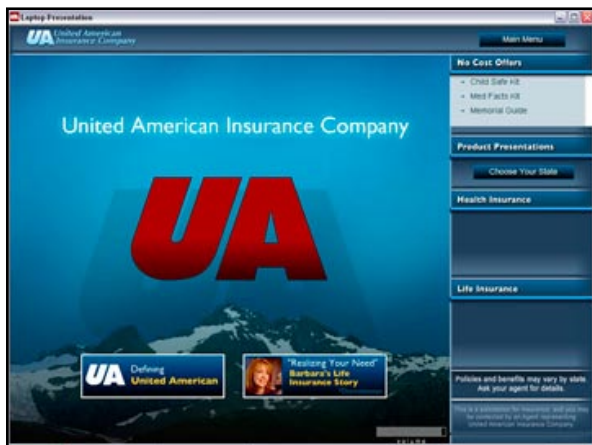 Laptop Presentation
UA United American
Insurance Company
Main Menu
No Cost Offers
Child Safe Kit
Med Facts Kit
Memorial Guide
United American Insurance Company
UA
Product Presentations
Choose Your State
Health Insurance
Life Insurance
UA Defining
United American
"Realizing Your Need"
Barbara's Life
Insurance Story
Policies and benefits may vary by state.
Ask your agent for details.
This is a solicitation for insurance, and you may
be contacted by an Agent representing
United American Insurance Company.
volume